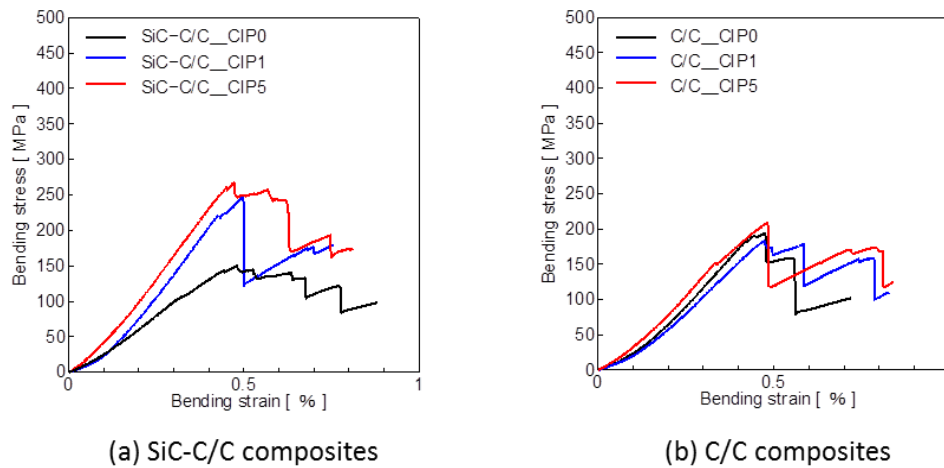 500
450
400
350
300
250
200
150
100
50
0
Bending stress [ MPa]
SiC-C/C__CIP0
SiC-C/C__CIP1
SiC-C/C__CIP5
0
0.5
1
Bending strain [ %]
(a) SiC-C/C composites
500
450
400
350
300
250
200
150
100
50
0
Bending stress [ MPa]
C/C__CIP0
C/C__CIP1
C/C__CIP5
0
0.5
Bending strain [ %]
(b) C/C composites